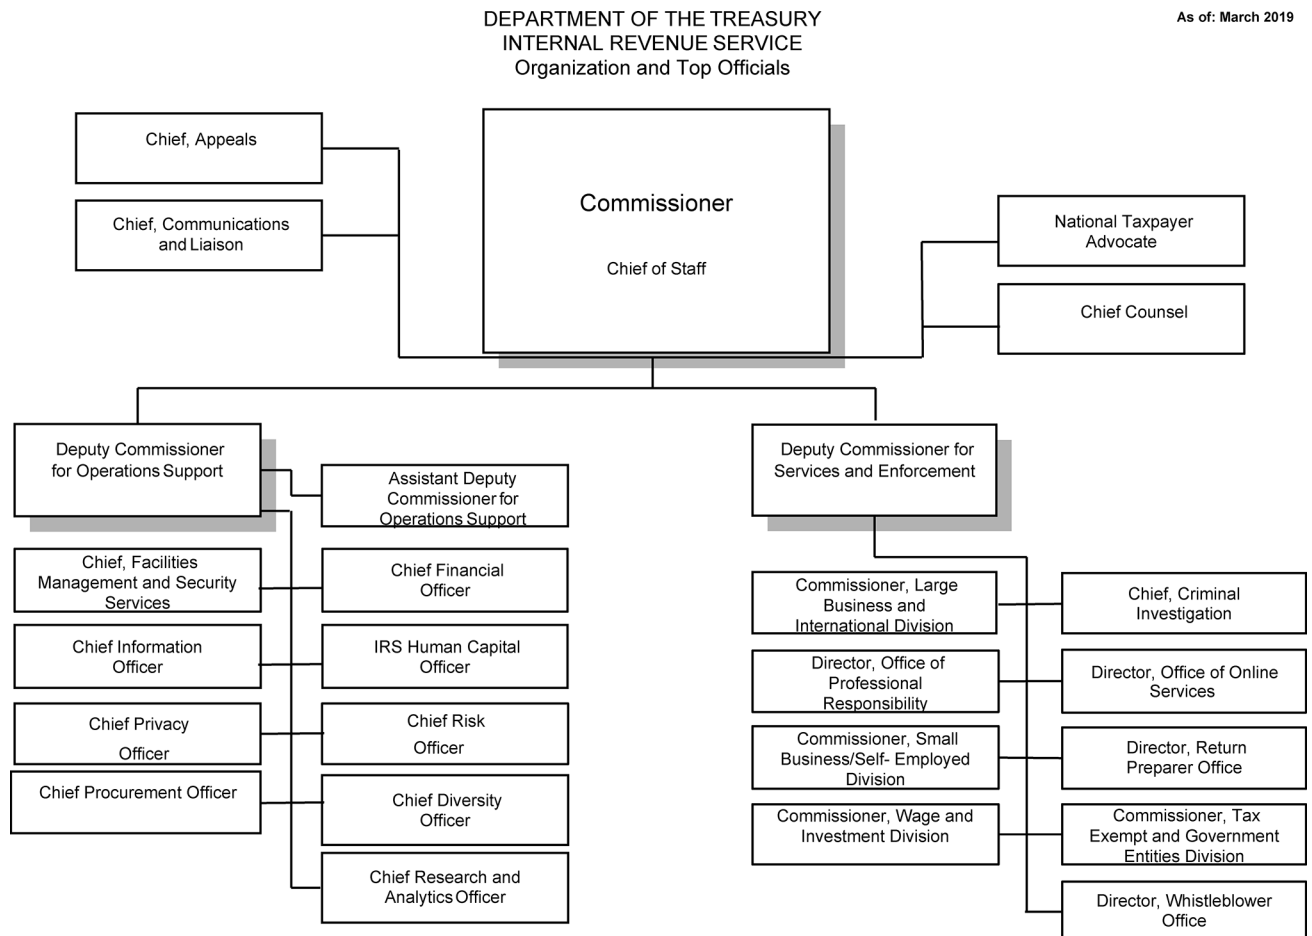 DEPARTMENT OF THE TREASURY
INTERNAL REVENUE SERVICE
Organization and Top Officials
As of: March 2019
Chief, Appeals
Chief, Communications
and Liaison
Commissioner
Chief of Staff
National Taxpayer
Advocate
Chief Counsel
Deputy Commissioner
for Operations Support
Assistant Deputy
Commissioner for
Operations Support
Chief, Facilities
Management and Security
Services
Chief Financial
Officer
Chief Information
Officer
IRS Human Capital
Officer
Chief Privacy
Officer
Chief Risk
Officer
Chief Procurement Officer
Chief Diversity
Officer
Chief Research and
Analytics Officer
Deputy Commissioner for
Services and Enforcement
Commissioner, Large
Business and
International Division
Chief, Criminal
Investigation
Director, Office of
Professional
Responsibility
Director, Office of Online
Services
Commissioner, Small
Business/Self- Employed
Division
Director, Return
Preparer Office
Commissioner, Wage and
Investment Division
Commissioner, Tax
Exempt and Government
Entities Division
Director, Whistleblower
Office